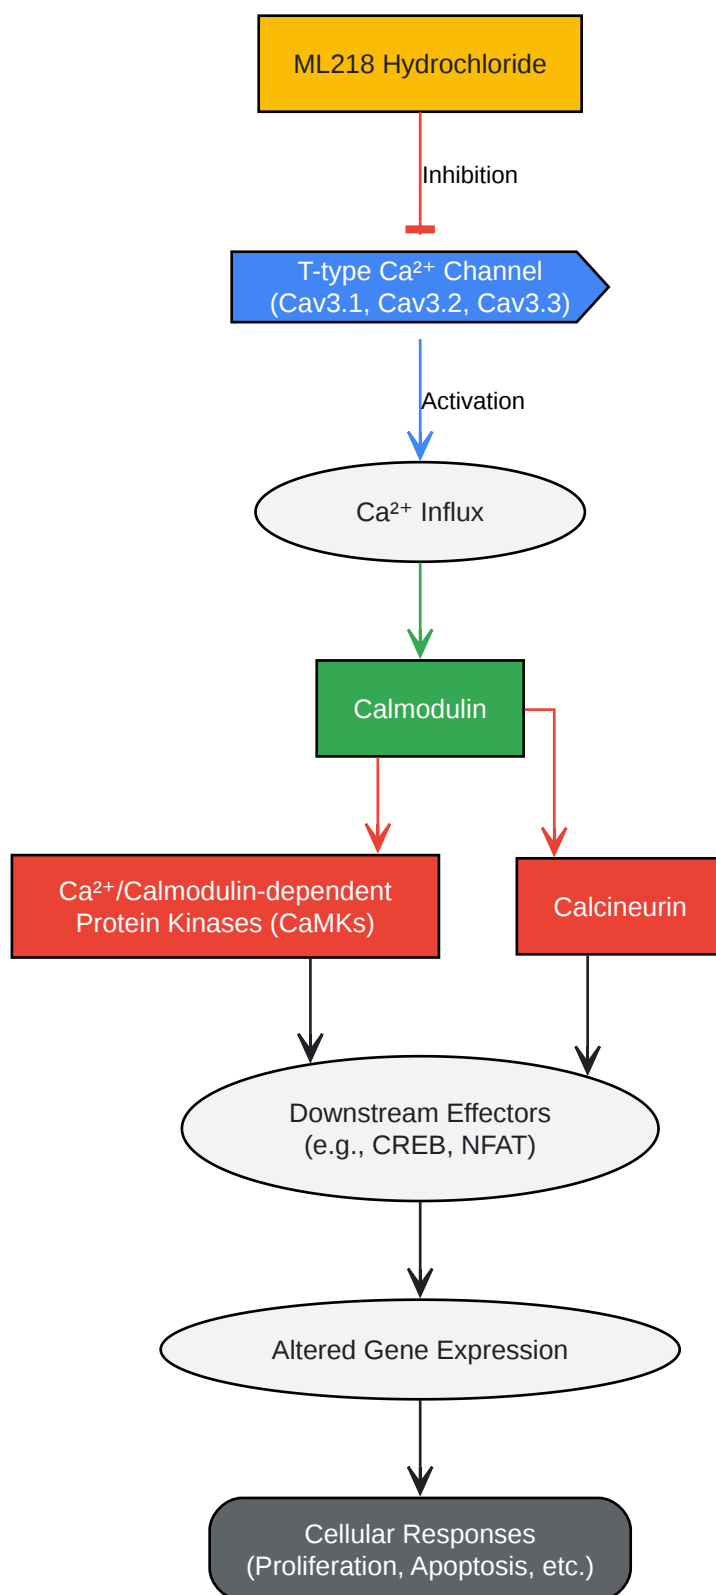 ML218 Hydrochloride
Inhibition
T-type Ca²⁺ Channel
(Cav3.1, Cav3.2, Cav3.3)
Activation
Ca²⁺ Influx
Calmodulin
Ca²⁺/Calmodulin-dependent
Protein Kinases (CaMKs)
Calcineurin
Downstream Effectors
(e.g., CREB, NFAT)
Altered Gene Expression
Cellular Responses
(Proliferation, Apoptosis, etc.)